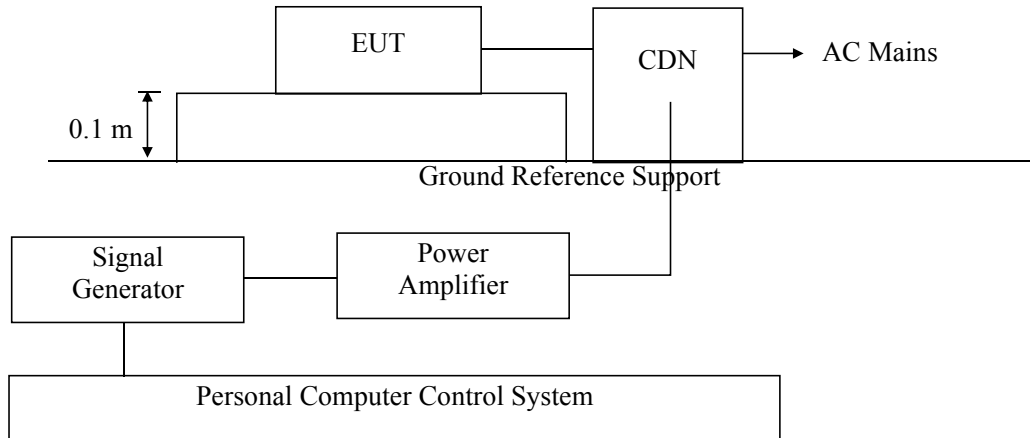 EUT
CDN
AC Mains
0.1 m
Ground Reference Support
Signal
Generator
Power
Amplifier
Personal Computer Control System